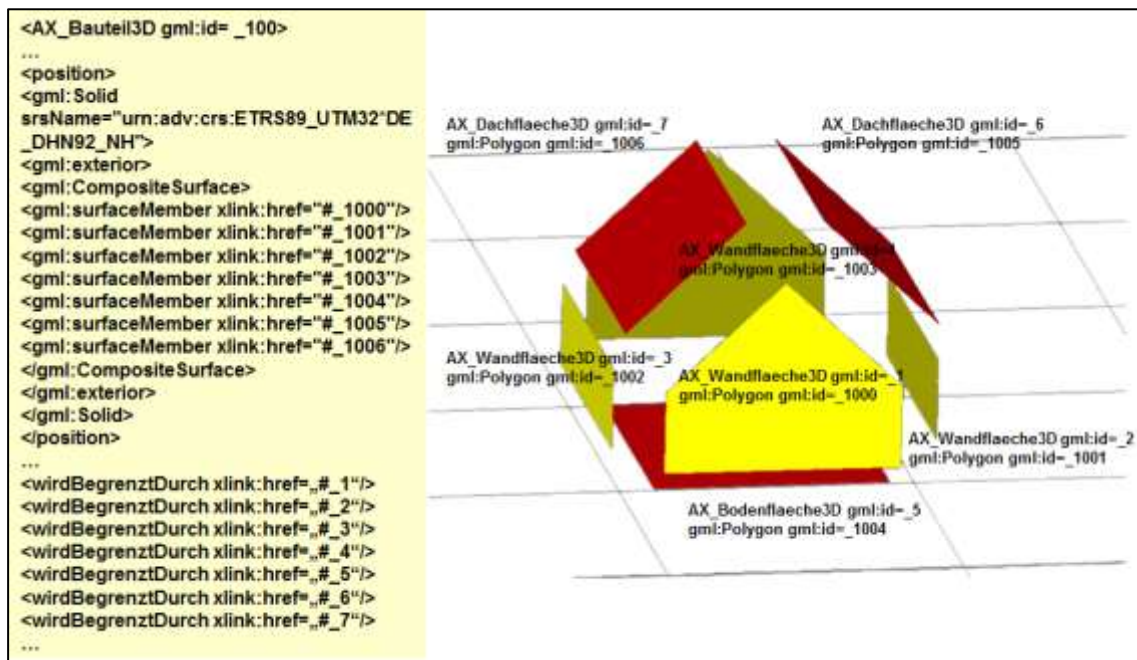 <AX_Bauteil3D gml:id= _100>
...
<position>
<gml:Solid
srsName="urn:adv:crs:ETRS89_UTM32*DE
_DHN92_NH">
<gml:exterior>
<gml:CompositeSurface>
<gml:surfaceMember xlink:href="#_1000"/>
<gml:surfaceMember xlink:href="#_1001"/>
<gml:surfaceMember xlink:href="#_1002"/>
<gml:surfaceMember xlink:href="#_1003"/>
<gml:surfaceMember xlink:href="#_1004"/>
<gml:surfaceMember xlink:href="#_1005"/>
<gml:surfaceMember xlink:href="#_1006"/>
</gml:CompositeSurface>
</gml:exterior>
</gml:Solid>
</position>
...
<wirdBegrenztDurch xlink:href=„#_1“/>
<wirdBegrenztDurch xlink:href=„#_2“/>
<wirdBegrenztDurch xlink:href=„#_3“/>
<wirdBegrenztDurch xlink:href=„#_4“/>
<wirdBegrenztDurch xlink:href=„#_5“/>
<wirdBegrenztDurch xlink:href=„#_6“/>
<wirdBegrenztDurch xlink:href=„#_7“/>
...
AX_Dachflaeche3D gml:id=_7
gml:Polygon gml:id=_1006
AX_Dachflaeche3D gml:id=_6
gml:Polygon gml:id=_1005
AX_Wandflaeche3D
gml:Polygon gml:id=_1003
AX_Wandflaeche3D gml:id=_3
gml:Polygon gml:id=_1002
AX_Wandflaeche3D gml:id=_1
gml:Polygon gml:id=_1000
AX_Wandflaeche3D gml:id=_2
gml:Polygon gml:id=_1001
AX_Bodenflaeche3D gml:id=_5
gml:Polygon gml:id=_1004